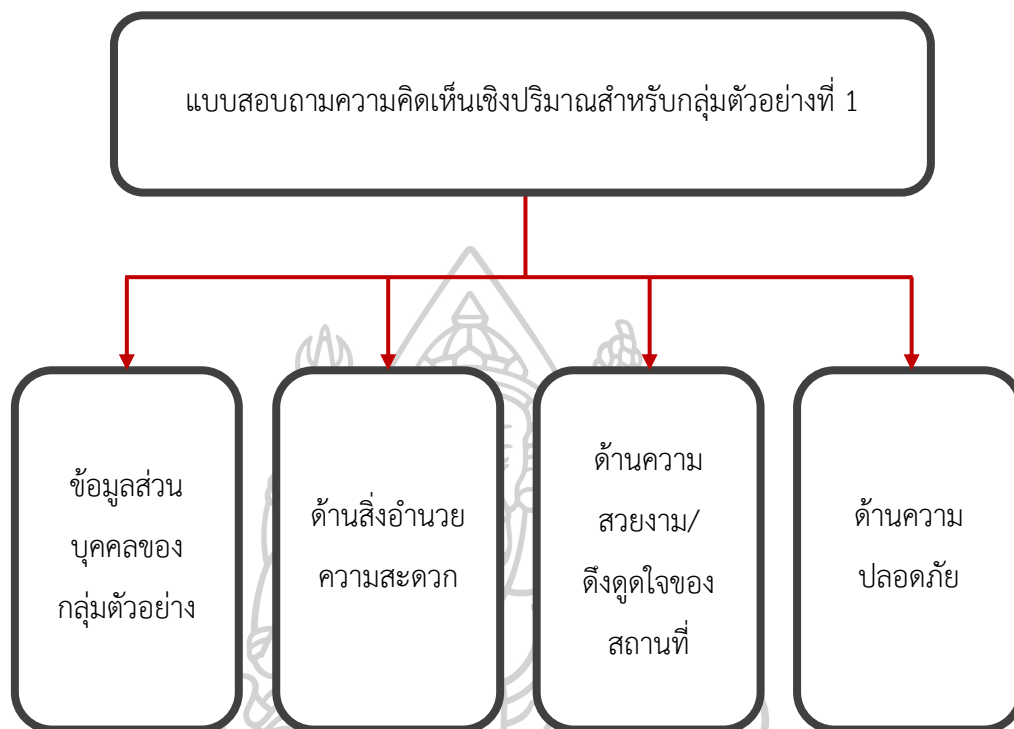 แบบสอบถามความคิดเห็นเชิงปริมาณสำหรับกลุ่มตัวอย่างที่ 1
ข้อมูลส่วน
บุคคลของ
กลุ่มตัวอย่าง
ด้านสิ่งอำนวย
ความสะดวก
ด้านความ
สวยงาม/
ดึงดูดใจของ
สถานที่
ด้านความ
ปลอดภัย